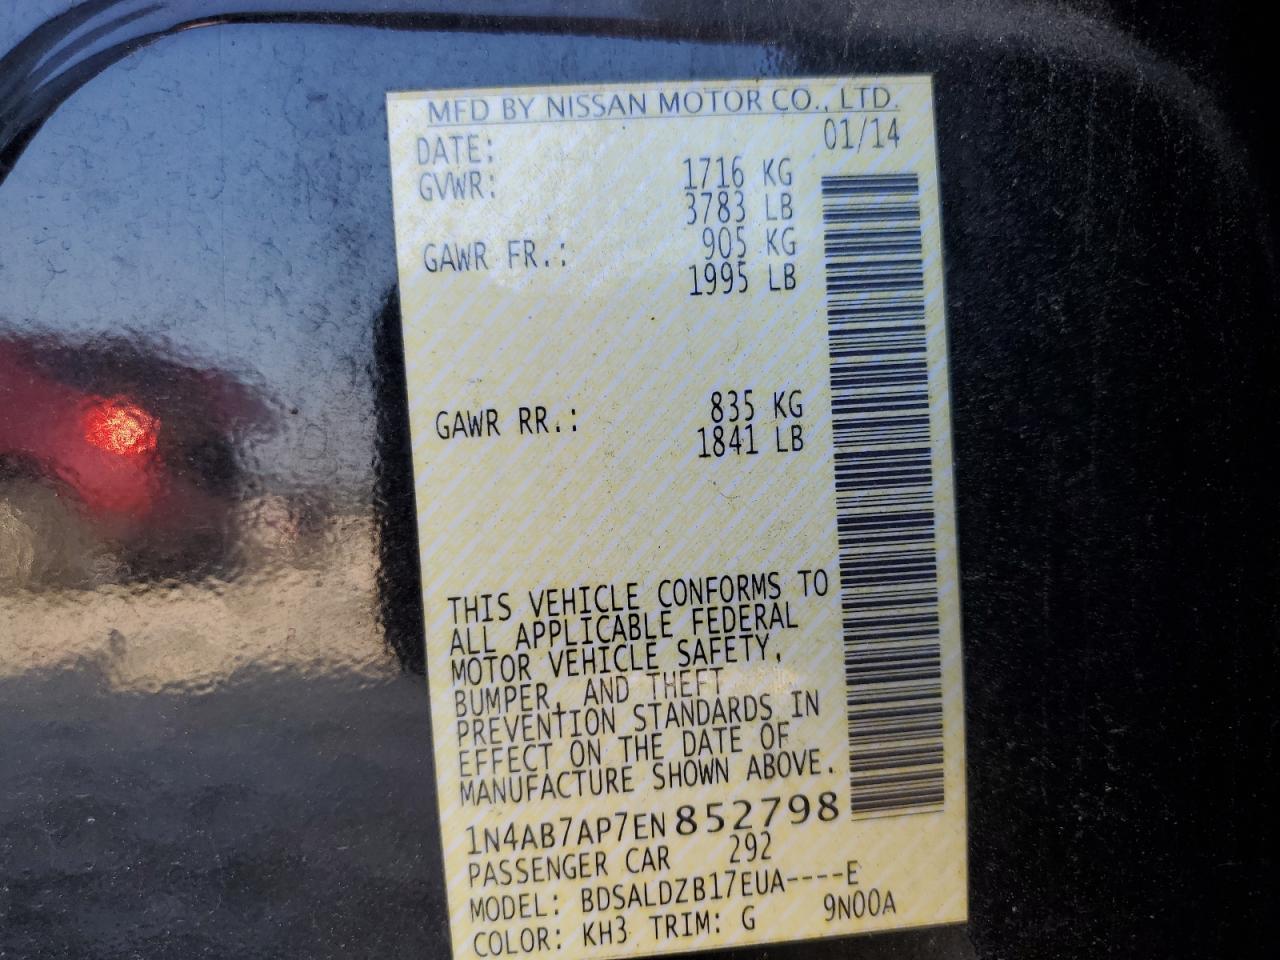 MFD BY NISSAN MOTOR CO., LTD.
DATE: 01/14
GVWR: 1716 KG
3783 LB
GAWR FR.: 905 KG
1995 LB
GAWR RR.: 835 KG
1841 LB
THIS VEHICLE CONFORMS TO
ALL APPLICABLE FEDERAL
MOTOR VEHICLE SAFETY,
BUMPER, AND THEFT
PREVENTION STANDARDS IN
EFFECT ON THE DATE OF
MANUFACTURE SHOWN ABOVE.
1N4AB7AP7EN852798
PASSENGER CAR 292
MODEL: BDSALDZB17EUA----E
COLOR: KH3 TRIM: G 9N00A